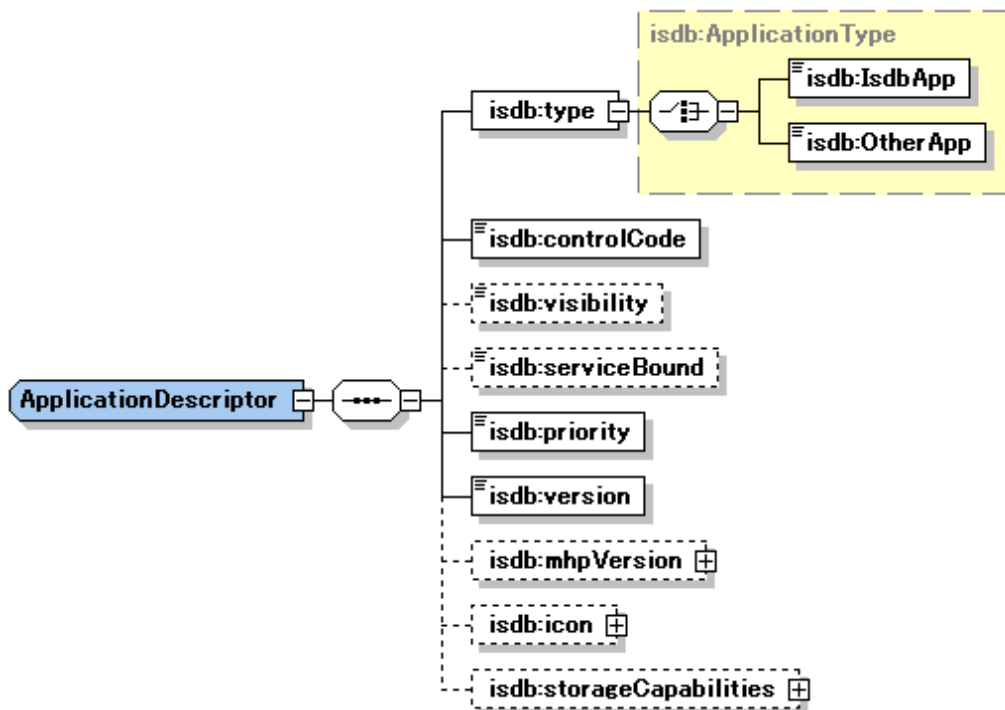 isdb:ApplicationType
isdb:IsdbApp
isdb:type
isdb:OtherApp
isdb:controlCode
isdb:visibility
isdb:serviceBound
ApplicationDescriptor
isdb:priority
isdb:version
isdb:mhpVersion
isdb:icon
isdb:storageCapabilities